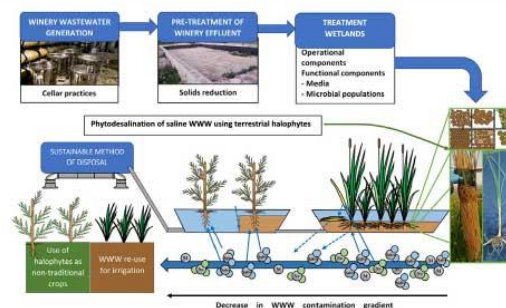 WINERY WASTEWATER
GENERATION
Cellar practices
PRE-TREATMENT OF
WINERY EFFLUENT
Solids reduction
TREATMENT
WETLANDS
Operational
components
Functional components
- Media
- Microbial populations
Phytodesalination of saline WWW using terrestrial halophytes
SUSTAINABLE METHOD
OF DISPOSAL
Use of
halophytes as
non-traditional
crops
WWW re-use
for irrigation
Decrease in WWW contamination gradient